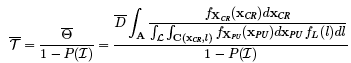 $$\overline{\mathcal{T}} = \frac{\overline{\Theta}}{1 - P(\mathcal{I})} = \frac{\overline{D} \int_{\mathbf{A}} \frac{f_{\mathbf{X}_{CR}}(\mathbf{x}_{CR}) d\mathbf{x}_{CR}}{\int_{\mathcal{L}} \int_{\mathbf{C}(\mathbf{x}_{CR}, l)} f_{\mathbf{X}_{PU}}(\mathbf{x}_{PU}) d\mathbf{x}_{PU} f_L(l) dl}}{1 - P(\mathcal{I})}$$